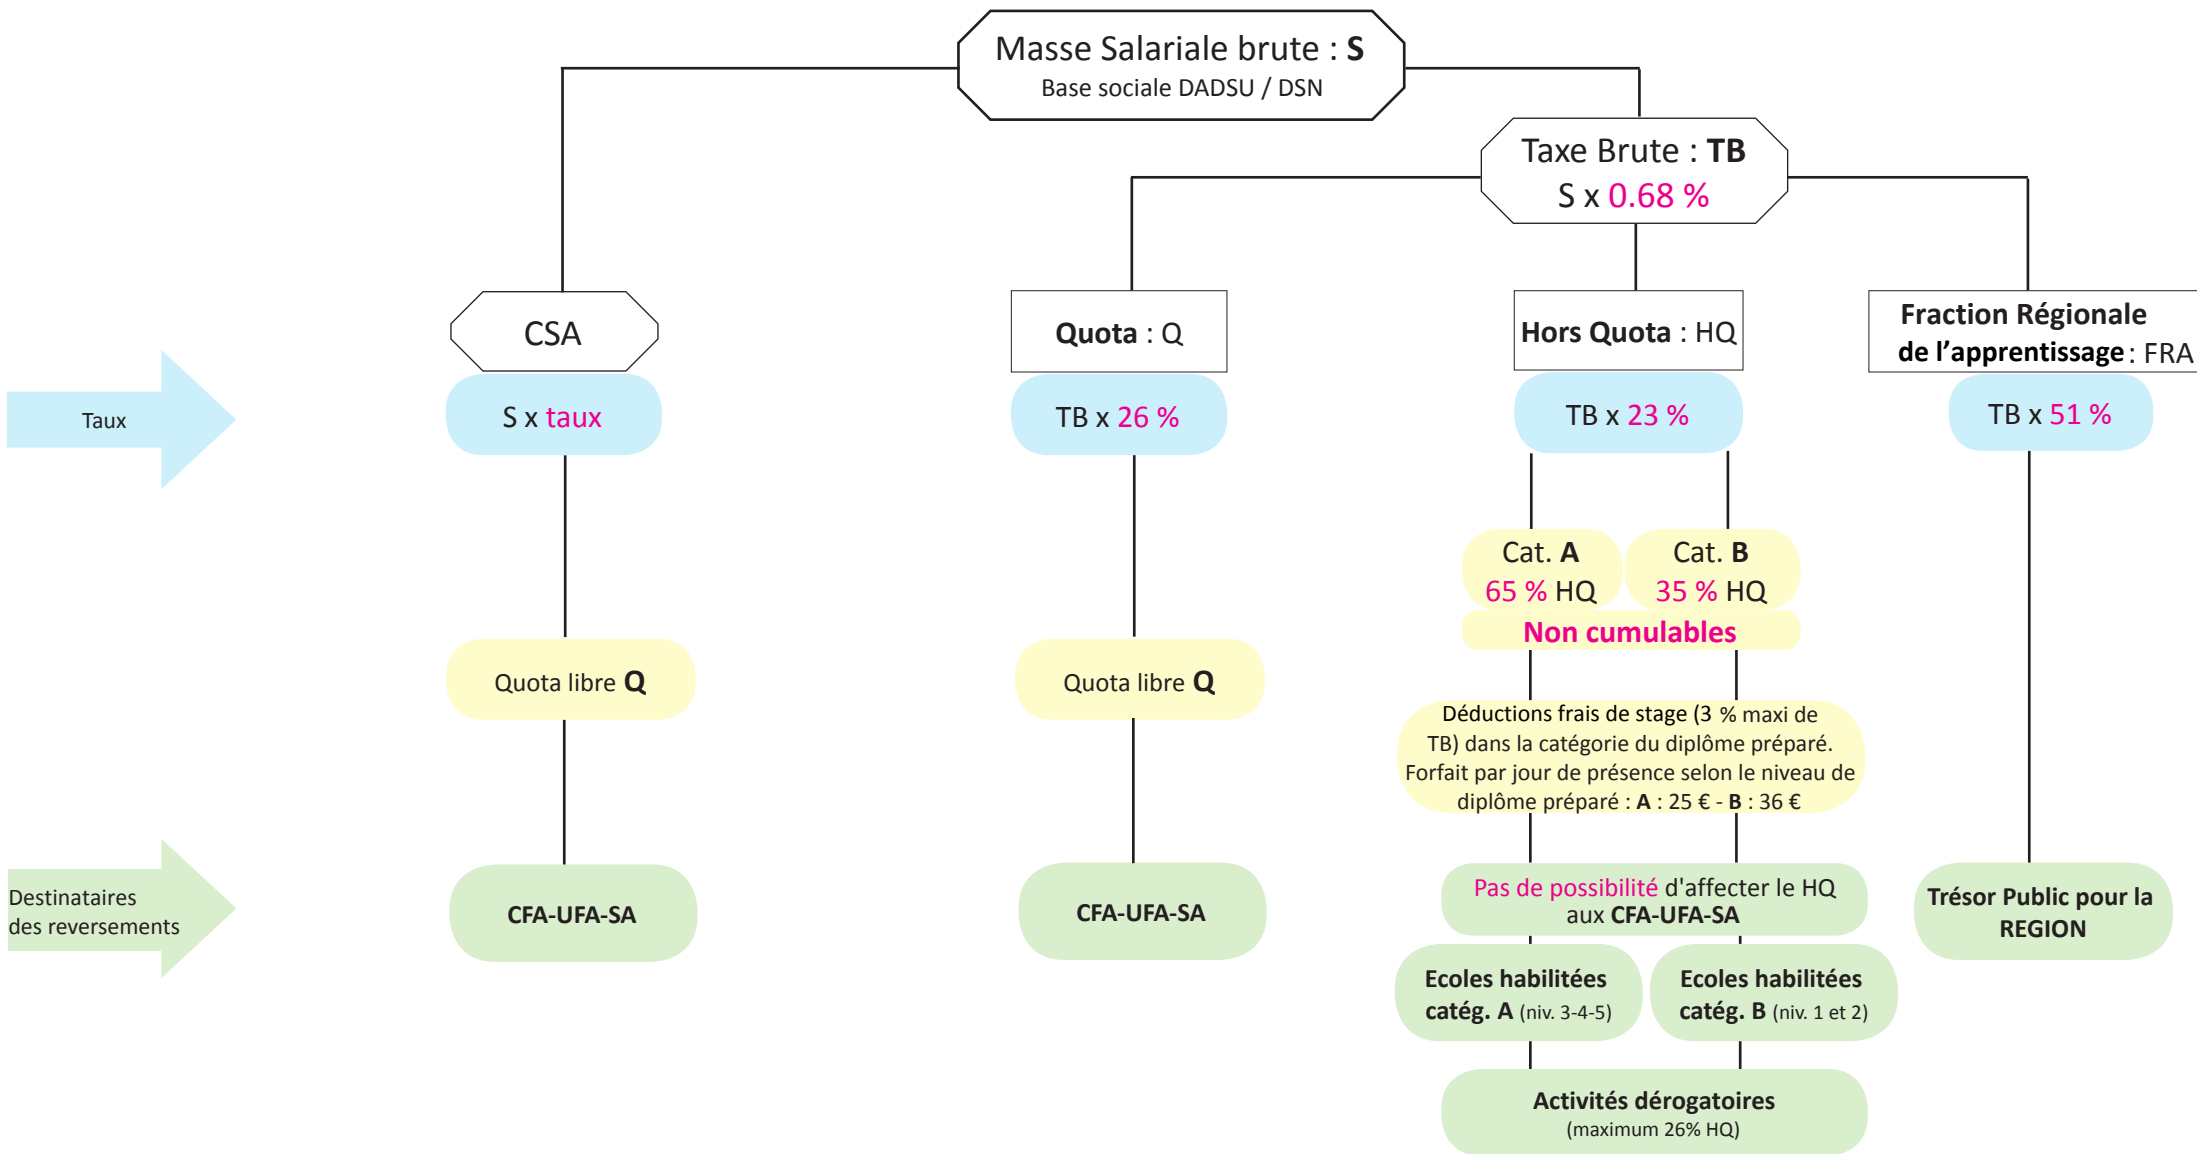 Masse Salariale brute : S
Base sociale DADSU / DSN
Taxe Brute : TB
S x 0.68 %
CSA
Quota : Q
Hors Quota : HQ
Fraction Régionale
de l’apprentissage : FRA
Taux
S x taux
TB x 26 %
TB x 23 %
TB x 51 %
Cat. A
65 % HQ
Cat. B
35 % HQ
Non cumulables
Quota libre Q
Quota libre Q
Déductions frais de stage (3 % maxi de
TB) dans la catégorie du diplôme préparé.
Forfait par jour de présence selon le niveau de
diplôme préparé : A : 25 € - B : 36 €
Destinataires
des reversements
CFA-UFA-SA
CFA-UFA-SA
Pas de possibilité d'affecter le HQ
aux CFA-UFA-SA
Trésor Public pour la
REGION
Ecoles habilitées
catég. A (niv. 3-4-5)
Ecoles habilitées
catég. B (niv. 1 et 2)
Activités dérogatoires
(maximum 26% HQ)